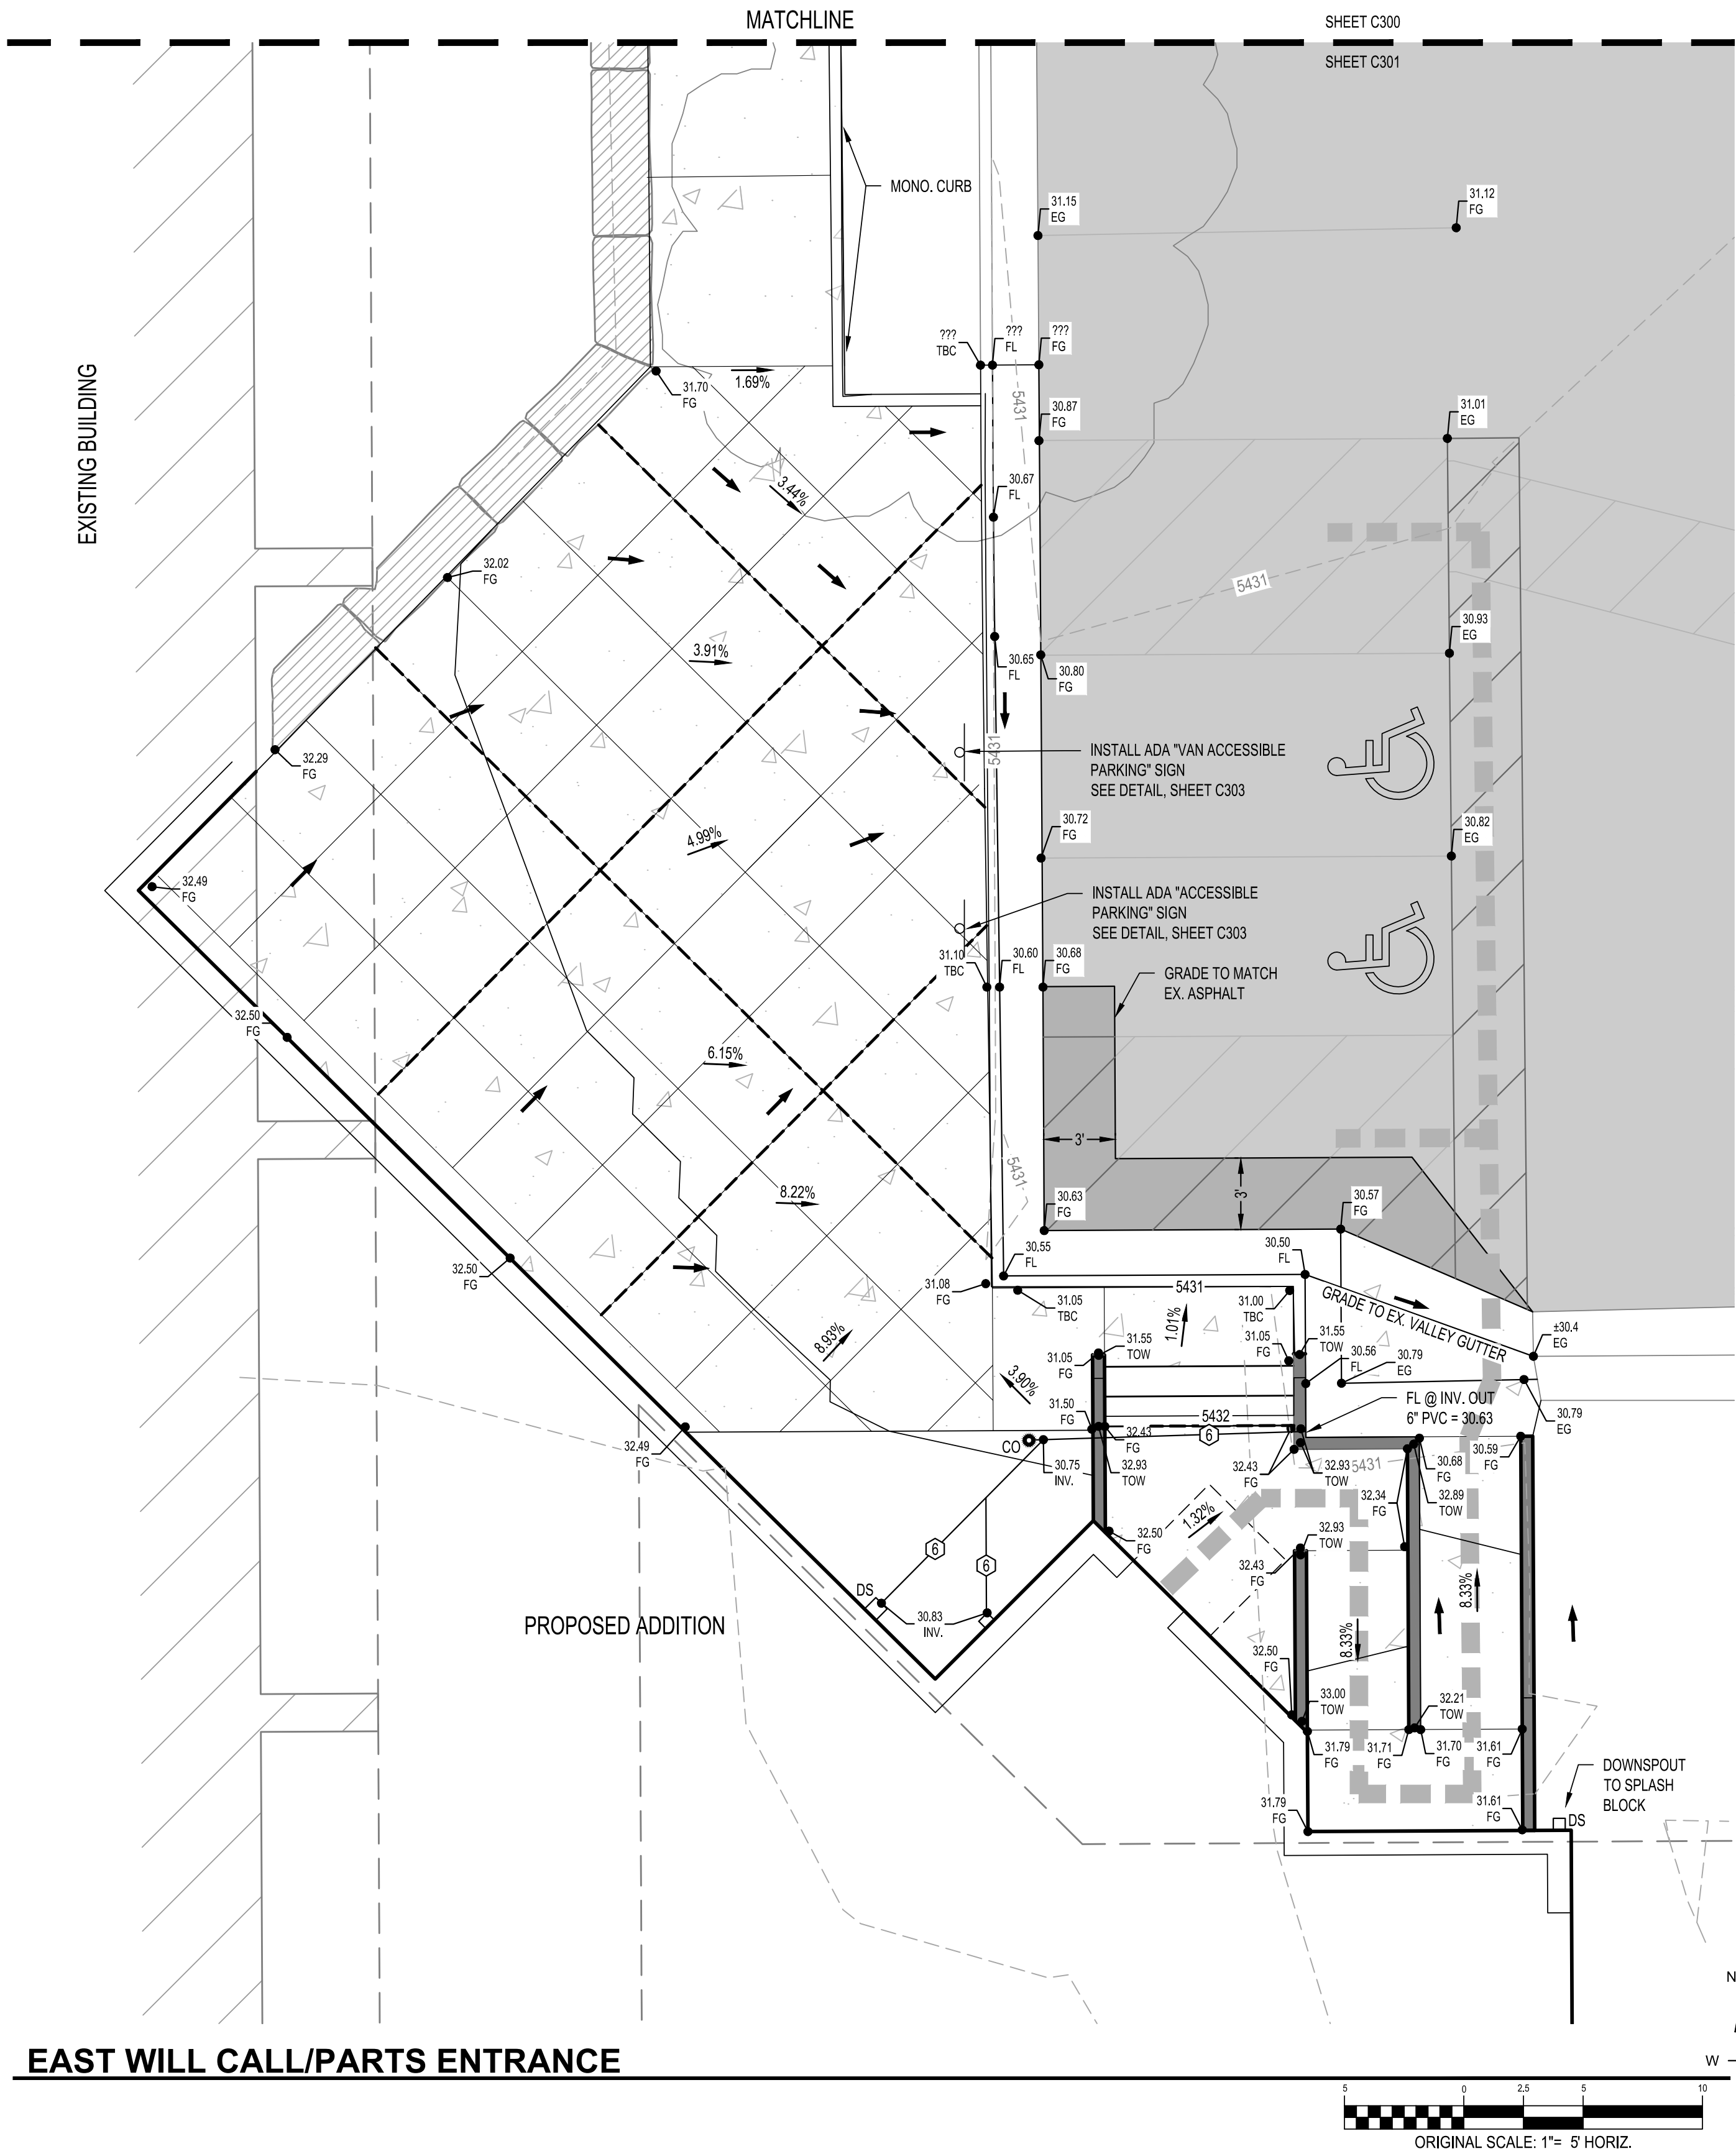 MATCHLINE
SHEET C300
SHEET C301
MONO. CURB
31.15
EG
31.12
FG
???
TBC
???
FL
???
FG
EXISTING BUILDING
31.70
FG
1.69%
5431
30.87
FG
31.01
EG
3.44%
30.67
FL
32.02
FG
5431
3.91%
30.65
FL
30.80
FG
30.93
EG
32.29
FG
5431
INSTALL ADA "VAN ACCESSIBLE
PARKING" SIGN
SEE DETAIL, SHEET C303
4.99%
30.72
FG
30.82
EG
32.49
FG
INSTALL ADA "ACCESSIBLE
PARKING" SIGN
SEE DETAIL, SHEET C303
31.10
TBC
30.60
FL
30.68
FG
GRADE TO MATCH
EX. ASPHALT
32.50
FG
6.15%
3'
5431
8.22%
3'
30.63
FG
30.57
FG
32.50
FG
30.55
FL
30.50
FL
31.08
FG
31.05
TBC
5431
31.00
TBC
GRADE TO EX. VALLEY GUTTER
±30.4
EG
8.93%
1.01%
31.55
TOW
31.05
FG
31.05
FG
31.55
TOW
30.56
FL
30.79
EG
3.90%
31.50
FG
5432
FL @ INV. OUT
6" PVC = 30.63
30.79
EG
32.49
FG
CO
6
32.43
FG
30.75
INV.
32.93
TOW
32.43
FG
32.93
TOW
5431
30.68
FG
30.59
FG
32.34
FG
32.89
TOW
1.32%
32.50
FG
32.93
TOW
6
6
32.43
FG
DS
30.83
INV.
8.33%
8.33%
PROPOSED ADDITION
32.50
FG
33.00
TOW
32.21
TOW
31.79
FG
31.71
FG
31.70
FG
31.61
FG
DOWNSPOUT
TO SPLASH
BLOCK
31.79
FG
31.61
FG
DS
N
W
EAST WILL CALL/PARTS ENTRANCE
5 0 2.5 5 10
ORIGINAL SCALE: 1"= 5' HORIZ.